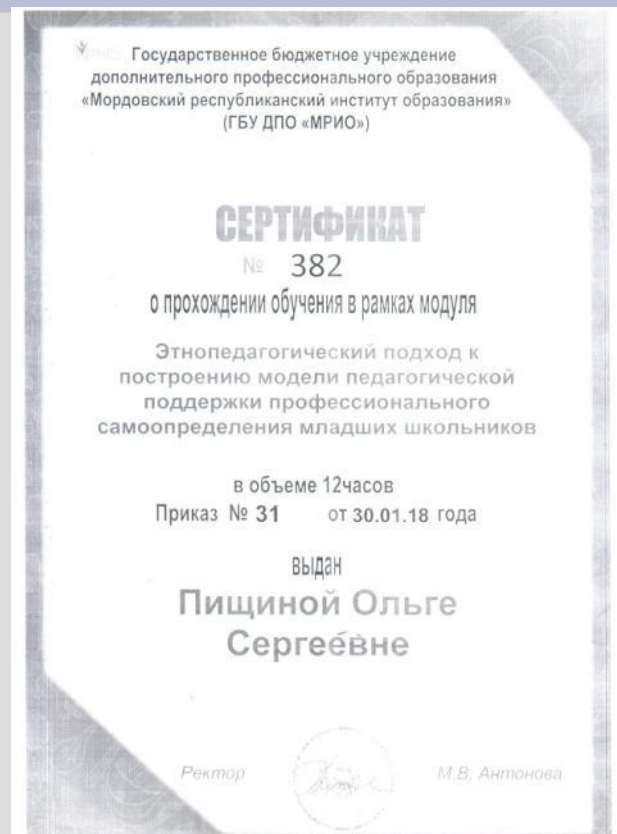 Государственное бюджетное учреждение
дополнительного профессионального образования
«Мордовский республиканский институт образования»
(ГБУ ДПО «МРИО»)
СЕРТИФИКАТ
№ 382
о прохождении обучения в рамках модуля
Этнопедагогический подход к
построению модели педагогической
поддержки профессионального
самоопределения младших школьников
в объеме 12часов
Приказ № 31 от 30.01.18 года
выдан
Пищиной Ольге
Сергеевне
Ректор М.В. Антонова